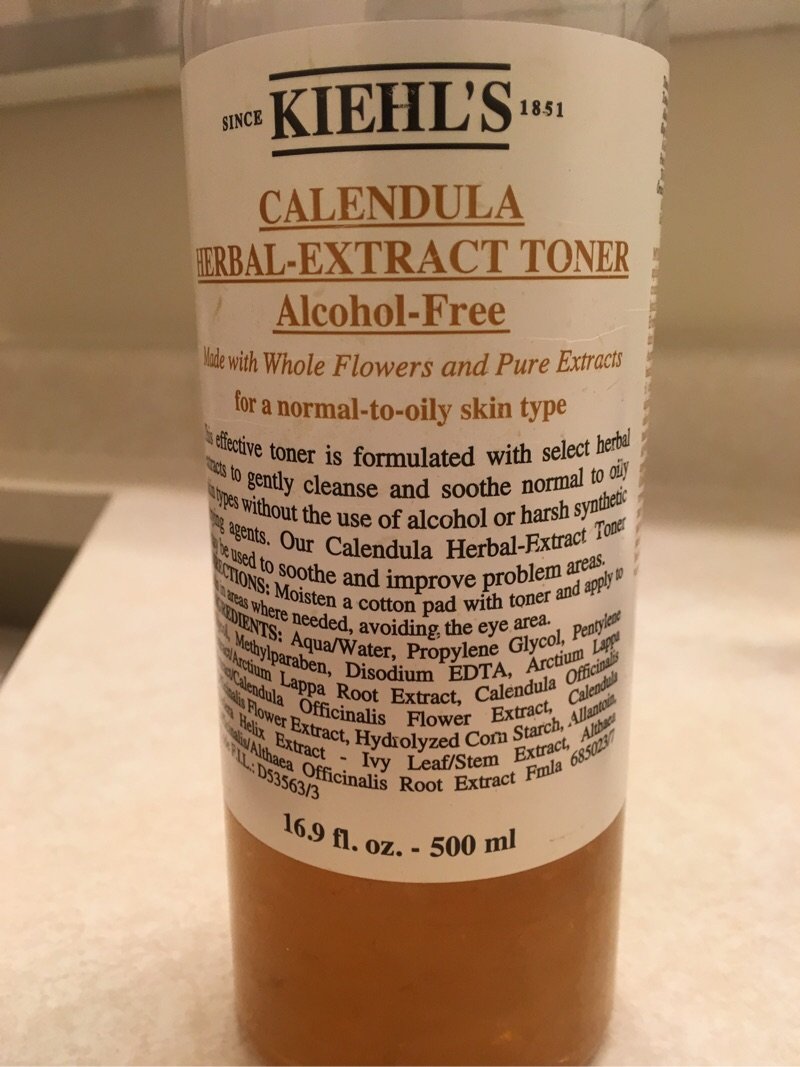 SINCE KIEHL'S 1851
CALENDULA
HERBAL-EXTRACT TONER
Alcohol-Free
Made with Whole Flowers and Pure Extracts
for a normal-to-oily skin type
effective toner is formulated with select herbal
to gently cleanse and soothe normal to oily
types without the use of alcohol or harsh synthetic
agents. Our Calendula Herbal-Extract Toner
be used to soothe and improve problem areas.
Moisten a cotton pad with toner and apply to
areas where needed, avoiding the eye area.
Aqua/Water, Propylene Glycol, Pentylene
Methylparaben, Disodium EDTA, Arctium Lappa
Lappa Root Extract, Calendula Officinalis
Officinalis Flower Extract, Calendula
Flower Extract, Hydrolyzed Corn Starch, Allantoin,
Helix Extract - Ivy Leaf/Stem Extract, Althaea
Officinalis Root Extract Fmla 685023/7
F.I.L.: D53563/3
16.9 fl. oz. - 500 ml